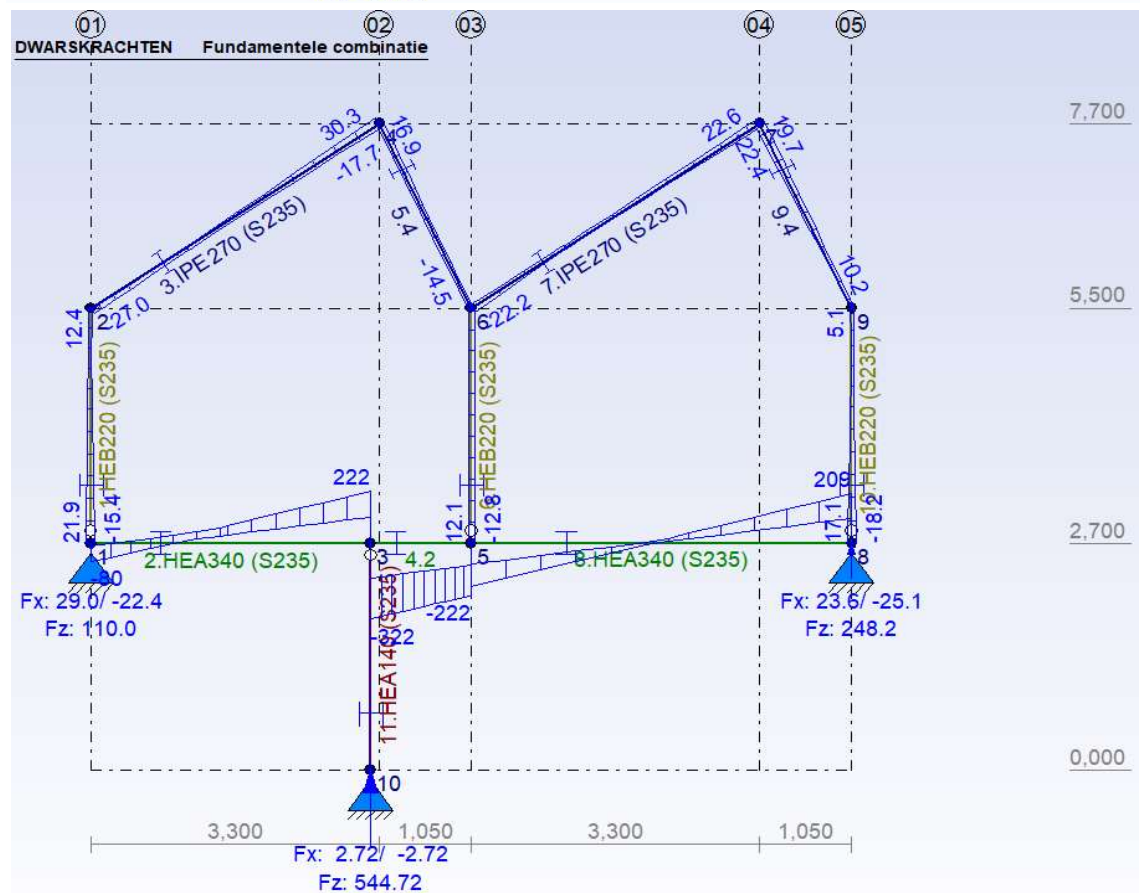 01 02 03 04 05
DWARSKRACHTEN Fundamentele combinatie
7,700
30.3
-17.7
16.9
22.6
22.4
7
19.7
3.IPE270 (S235)
5.4
-14.5
7.IPE270 (S235)
9.4
10.2
5,500
12.4
2
-27.0
6
-22.2
5.1
9
HEB220 (S235)
HEB220 (S235)
HEB220 (S235)
222
209
21.9
-15.4
12.1
-12.8
17.1
-18.2
2,700
1
2.HEA340 (S235)
3
4.2
5
8.HEA340 (S235)
8
-80
-222
-322
Fx: 29.0/ -22.4
Fz: 110.0
Fx: 23.6/ -25.1
Fz: 248.2
11.HEA140 (S235)
0,000
10
3,300 1,050 3,300 1,050
Fx: 2.72/ -2.72
Fz: 544.72